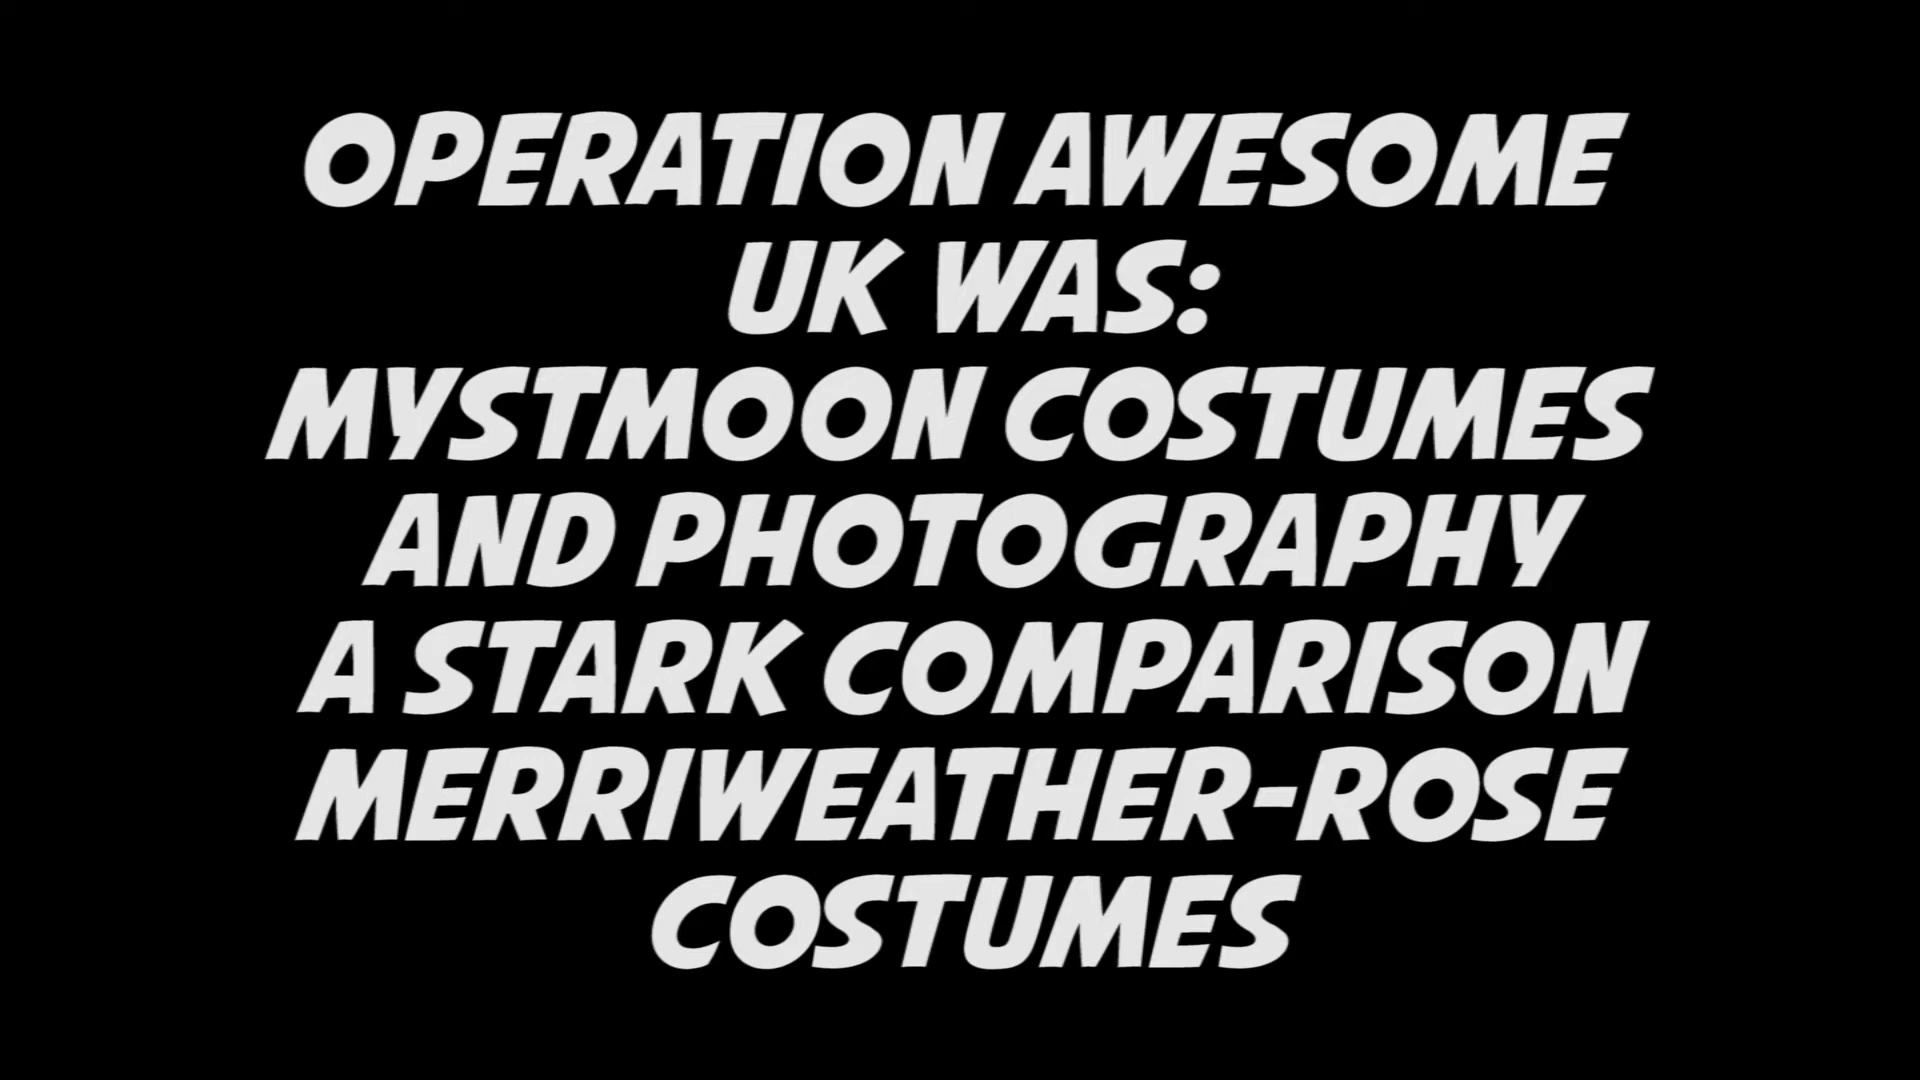 OPERATION AWESOME
UK WAS:
MYSTMOON COSTUMES
AND PHOTOGRAPHY
A STARK COMPARISON
MERRIWEATHER-ROSE
COSTUMES